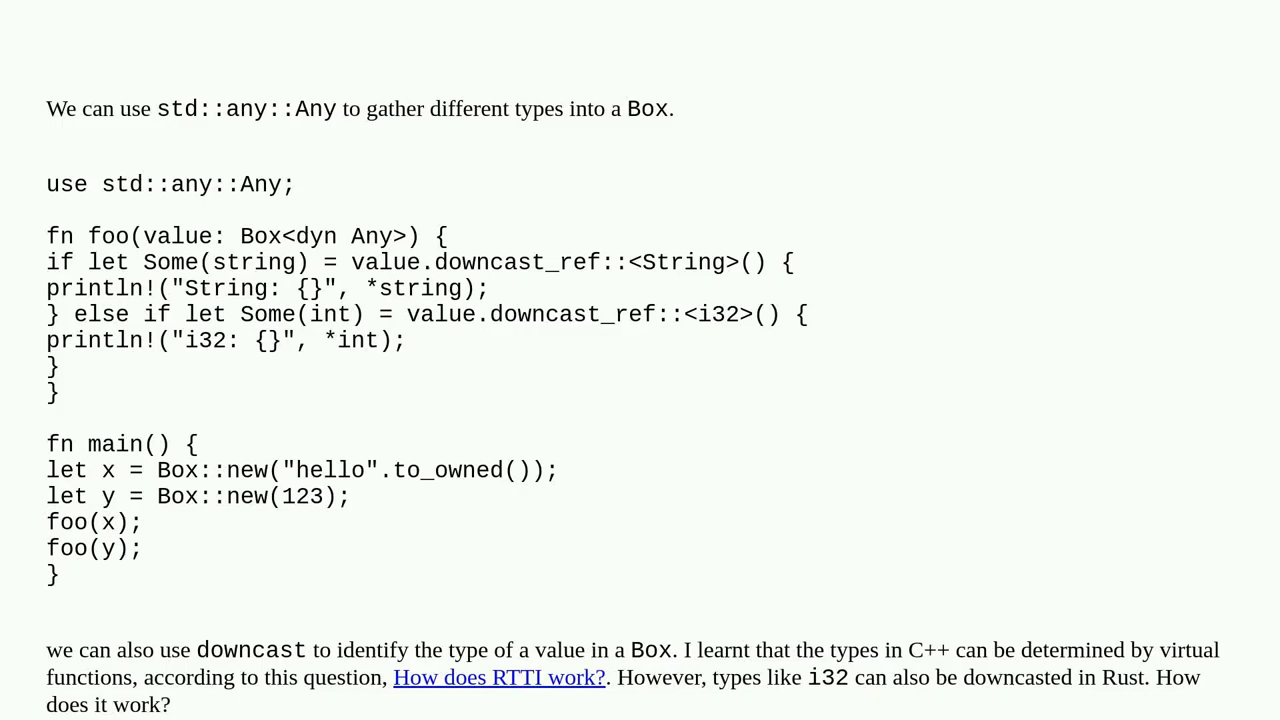 We can use std::any::Any to gather different types into a Box.
use std::any::Any;
fn foo(value: Box<dyn Any>) {
if let Some(string) = value.downcast_ref::<String>() {
println!("String: {}", *string);
} else if let Some(int) = value.downcast_ref::<i32>() {
println!("i32: {}", *int);
}
}
fn main() {
let x = Box::new("hello".to_owned());
let y = Box::new(123);
foo(x);
foo(y);
}
we can also use downcast to identify the type of a value in a Box. I learnt that the types in C++ can be determined by virtual
functions, according to this question, How does RTTI work?. However, types like i32 can also be downcasted in Rust. How
does it work?